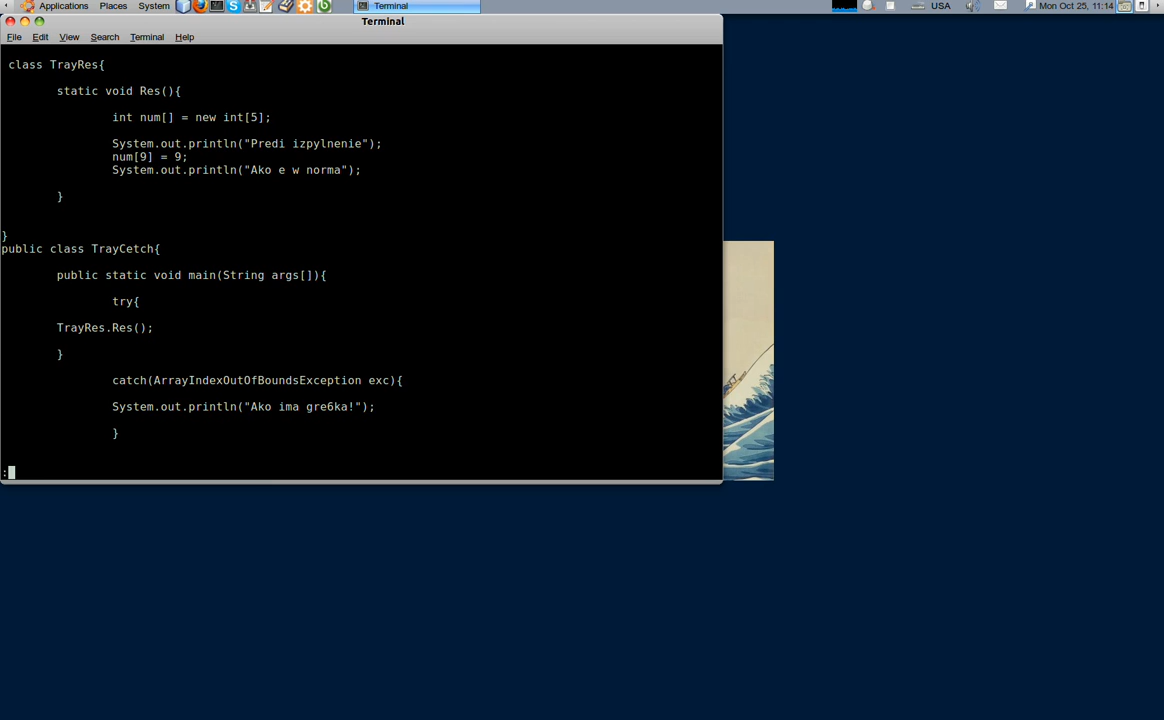 Applications Places System Terminal USA Mon Oct 25, 11:14
Terminal
File Edit View Search Terminal Help
class TrayRes{
static void Res(){
int num[] = new int[5];
System.out.println("Predi izpylnenie");
num[9] = 9;
System.out.println("Ako e w norma");
}
}
public class TrayCetch{
public static void main(String args[]){
try{
TrayRes.Res();
}
catch(ArrayIndexOutOfBoundsException exc){
System.out.println("Ako ima gre6ka!");
}
: